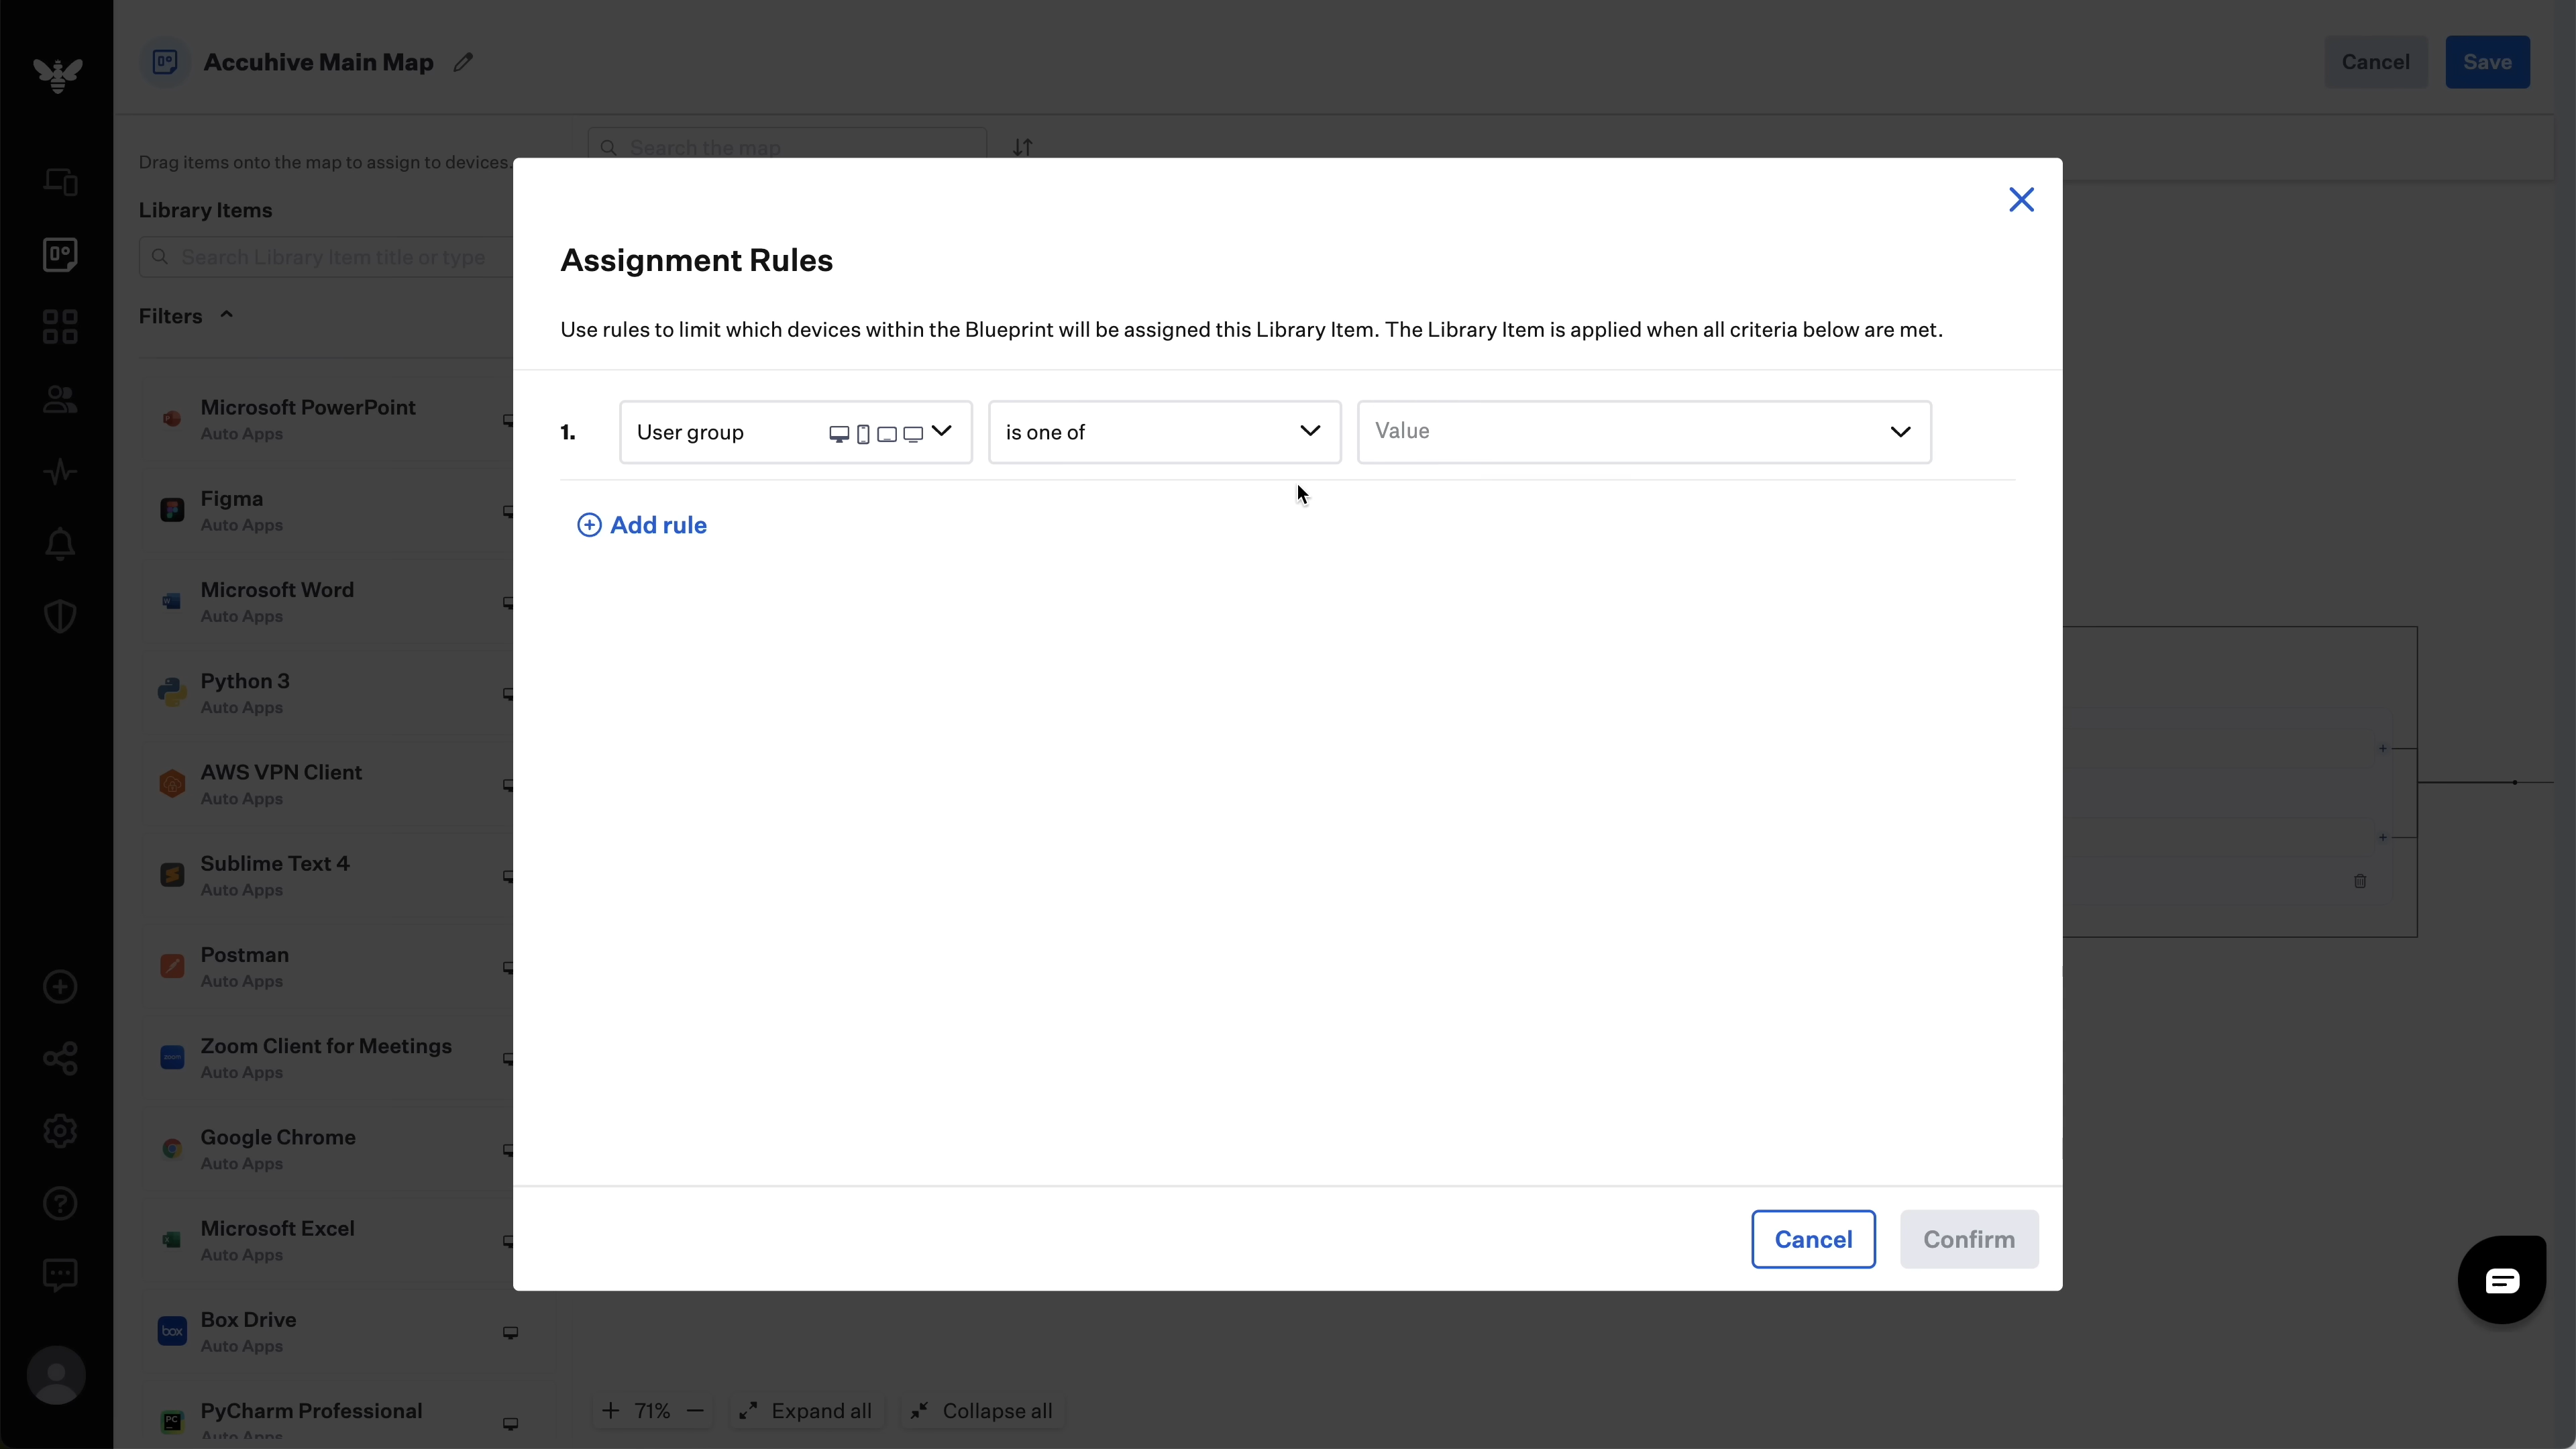 Accuhive Main Map
Cancel
Save
Drag items onto the map to assign to devices.
Search the map
Library Items
Search Library Item title or type
Filters
Microsoft PowerPoint
Auto Apps
Figma
Auto Apps
Microsoft Word
Auto Apps
Python 3
Auto Apps
AWS VPN Client
Auto Apps
Sublime Text 4
Auto Apps
Postman
Auto Apps
Zoom Client for Meetings
Auto Apps
Google Chrome
Auto Apps
Microsoft Excel
Auto Apps
box
Box Drive
Auto Apps
PC
PyCharm Professional
Auto Apps
Assignment Rules
Use rules to limit which devices within the Blueprint will be assigned this Library Item. The Library Item is applied when all criteria below are met.
1.
User group
is one of
Value
Add rule
Cancel
Confirm
71%
Expand all
Collapse all